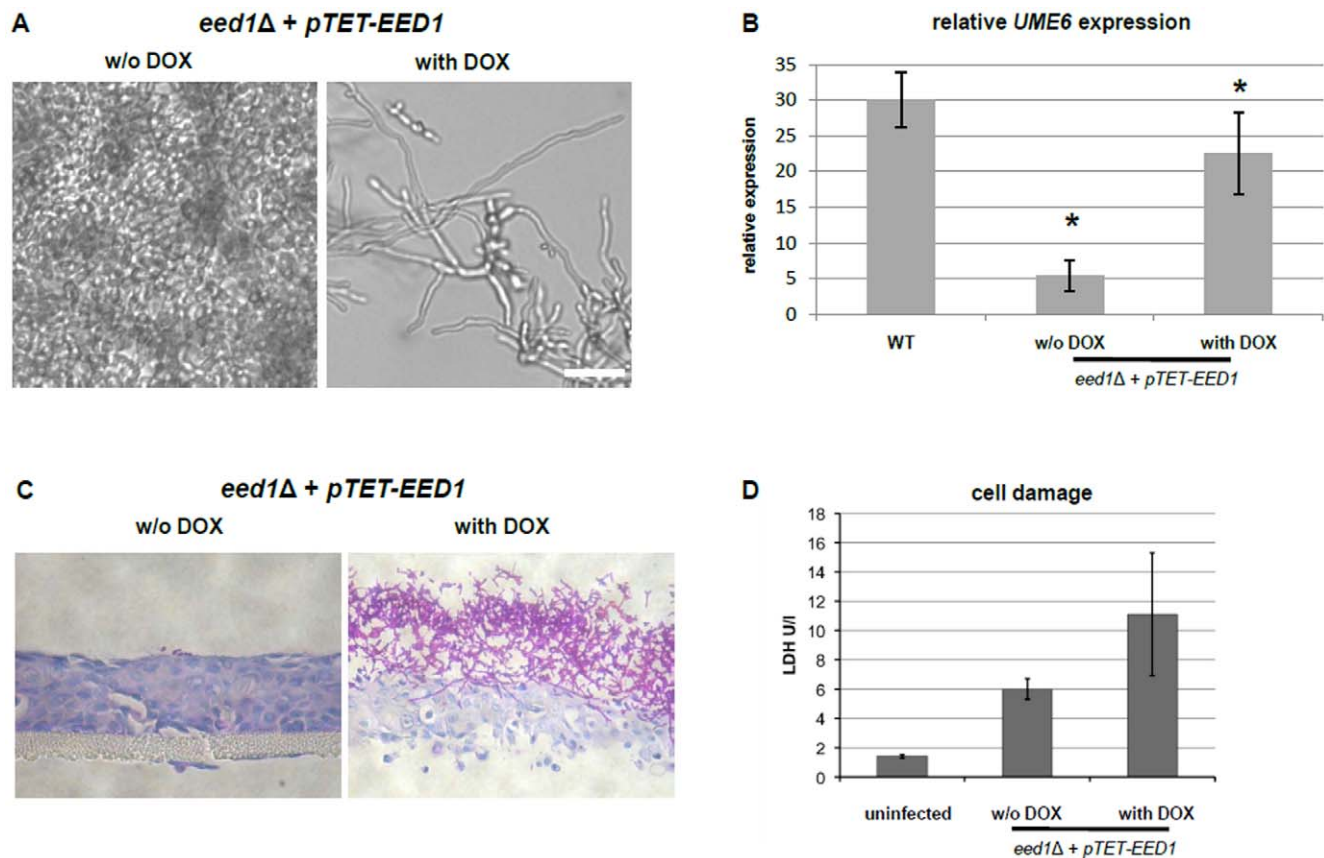 A
eed1Δ + pTET-EED1
w/o DOX
with DOX
B
relative UME6 expression
relative expression
35
30
25
20
15
10
5
0
*
*
WT
w/o DOX
with DOX
eed1Δ + pTET-EED1
C
eed1Δ + pTET-EED1
w/o DOX
with DOX
D
cell damage
LDH U/l
18
16
14
12
10
8
6
4
2
0
uninfected
w/o DOX
with DOX
eed1Δ + pTET-EED1